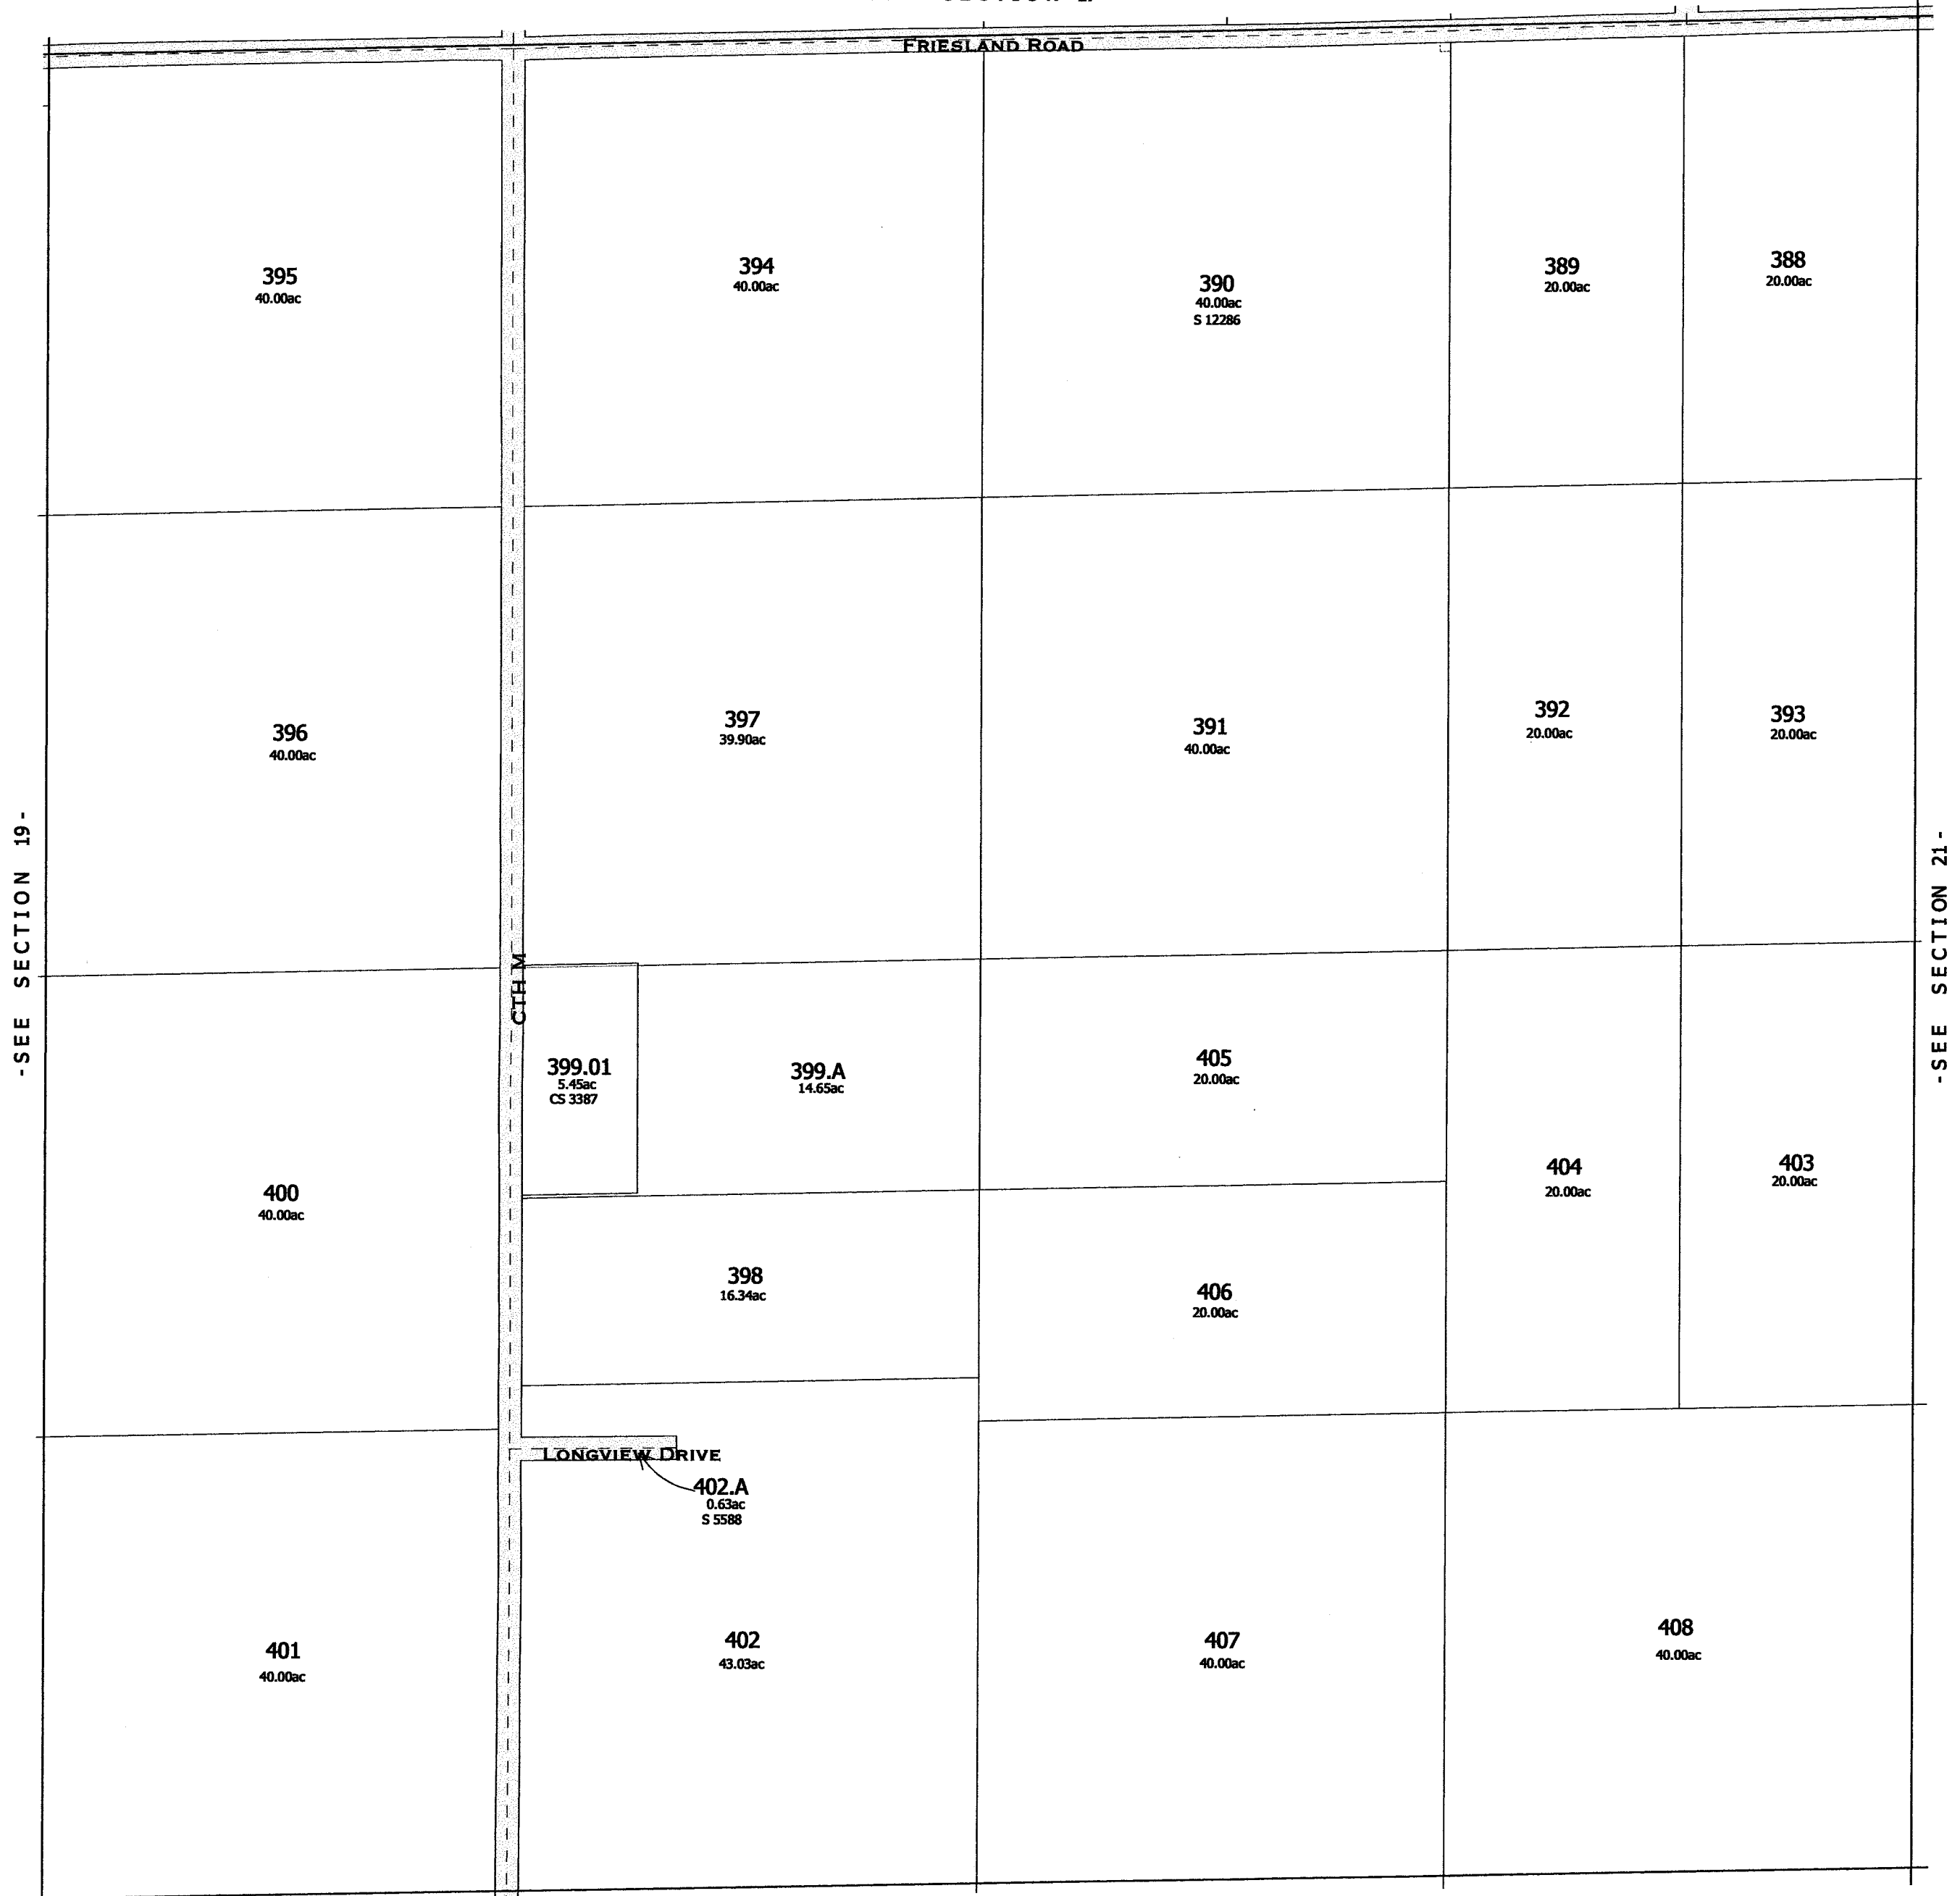 FRIESLAND ROAD
395
40.00ac
394
40.00ac
390
40.00ac
S 12286
389
20.00ac
388
20.00ac
396
40.00ac
397
39.90ac
391
40.00ac
392
20.00ac
393
20.00ac
-SEE SECTION 19-
-SEE SECTION 21-
CTH M
399.01
5.45ac
CS 3387
399.A
14.65ac
405
20.00ac
404
20.00ac
403
20.00ac
400
40.00ac
398
16.34ac
406
20.00ac
LONGVIEW DRIVE
402.A
0.63ac
S 5588
401
40.00ac
402
43.03ac
407
40.00ac
408
40.00ac